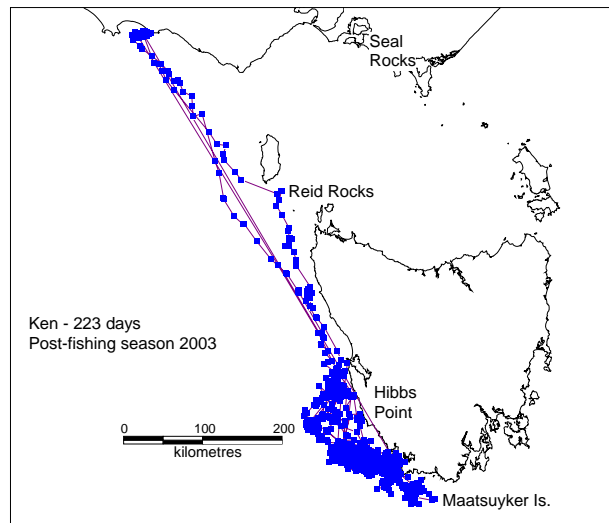 Seal
Rocks
Reid Rocks
Ken - 223 days
Post-fishing season 2003
Hibbs
Point
0 100 200
kilometres
Maatsuyker Is.